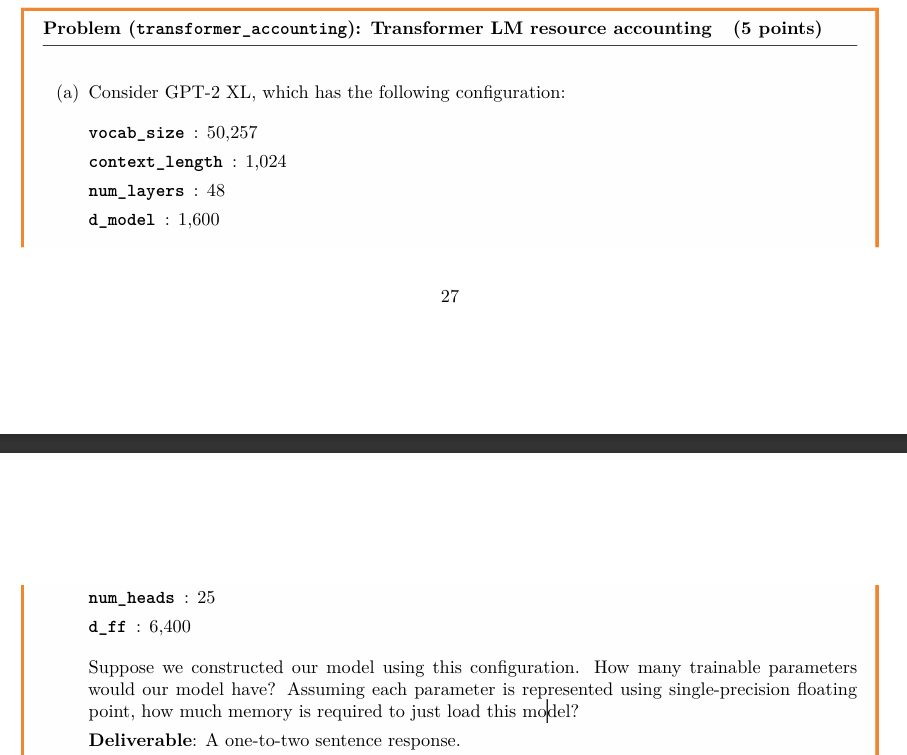 Problem (transformer_accounting): Transformer LM resource accounting (5 points)
(a) Consider GPT-2 XL, which has the following configuration:
vocab_size : 50,257
context_length : 1,024
num_layers : 48
d_model : 1,600
27
num_heads : 25
d_ff : 6,400
Suppose we constructed our model using this configuration. How many trainable parameters
would our model have? Assuming each parameter is represented using single-precision floating
point, how much memory is required to just load this model?
Deliverable: A one-to-two sentence response.